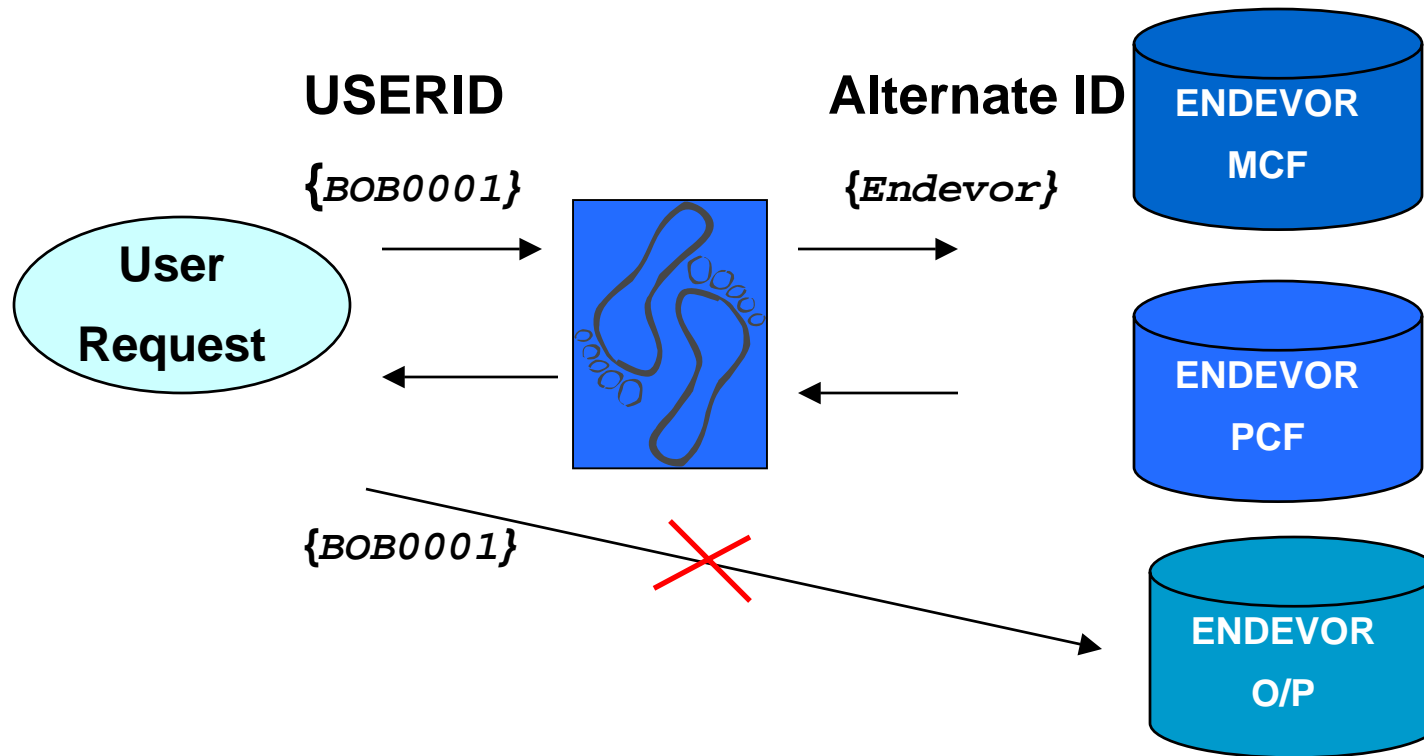 USERID
Alternate ID
{BOB0001}
{Endevor}
User
Request
{BOB0001}
ENDEVOR
MCF
ENDEVOR
PCF
ENDEVOR
O/P